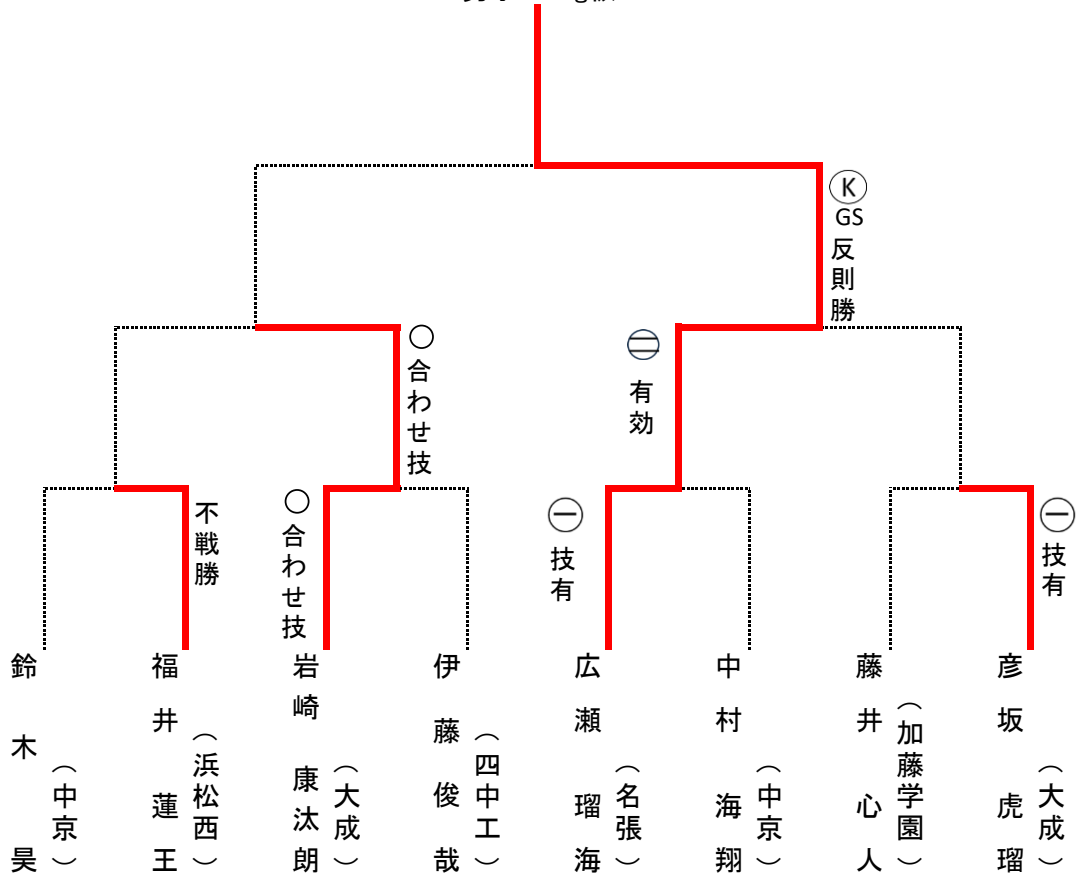 Ⓚ
GS
反則勝
○
合わせ技
㊁
有効
不戦勝
○
合わせ技
㊀
技有
㊀
技有
鈴木 昊
(中京)
福井 蓮王
(浜松西)
岩崎 康汰朗
(大成)
伊藤 俊哉
(四中工)
広瀬 瑠海
(名張)
中村 海翔
(中京)
藤井 心人
(加藤学園)
彦坂 虎瑠
(大成)